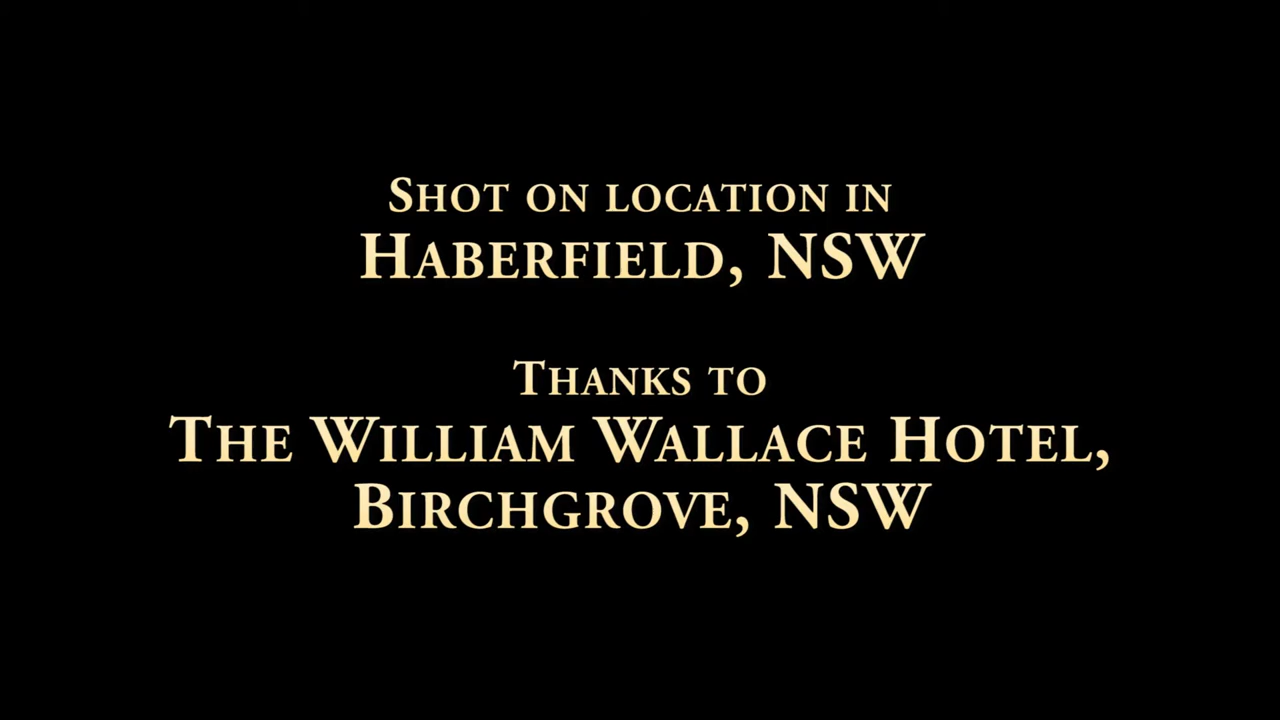 Shot on location in
Haberfield, NSW
Thanks to
The William Wallace Hotel,
Birchgrove, NSW